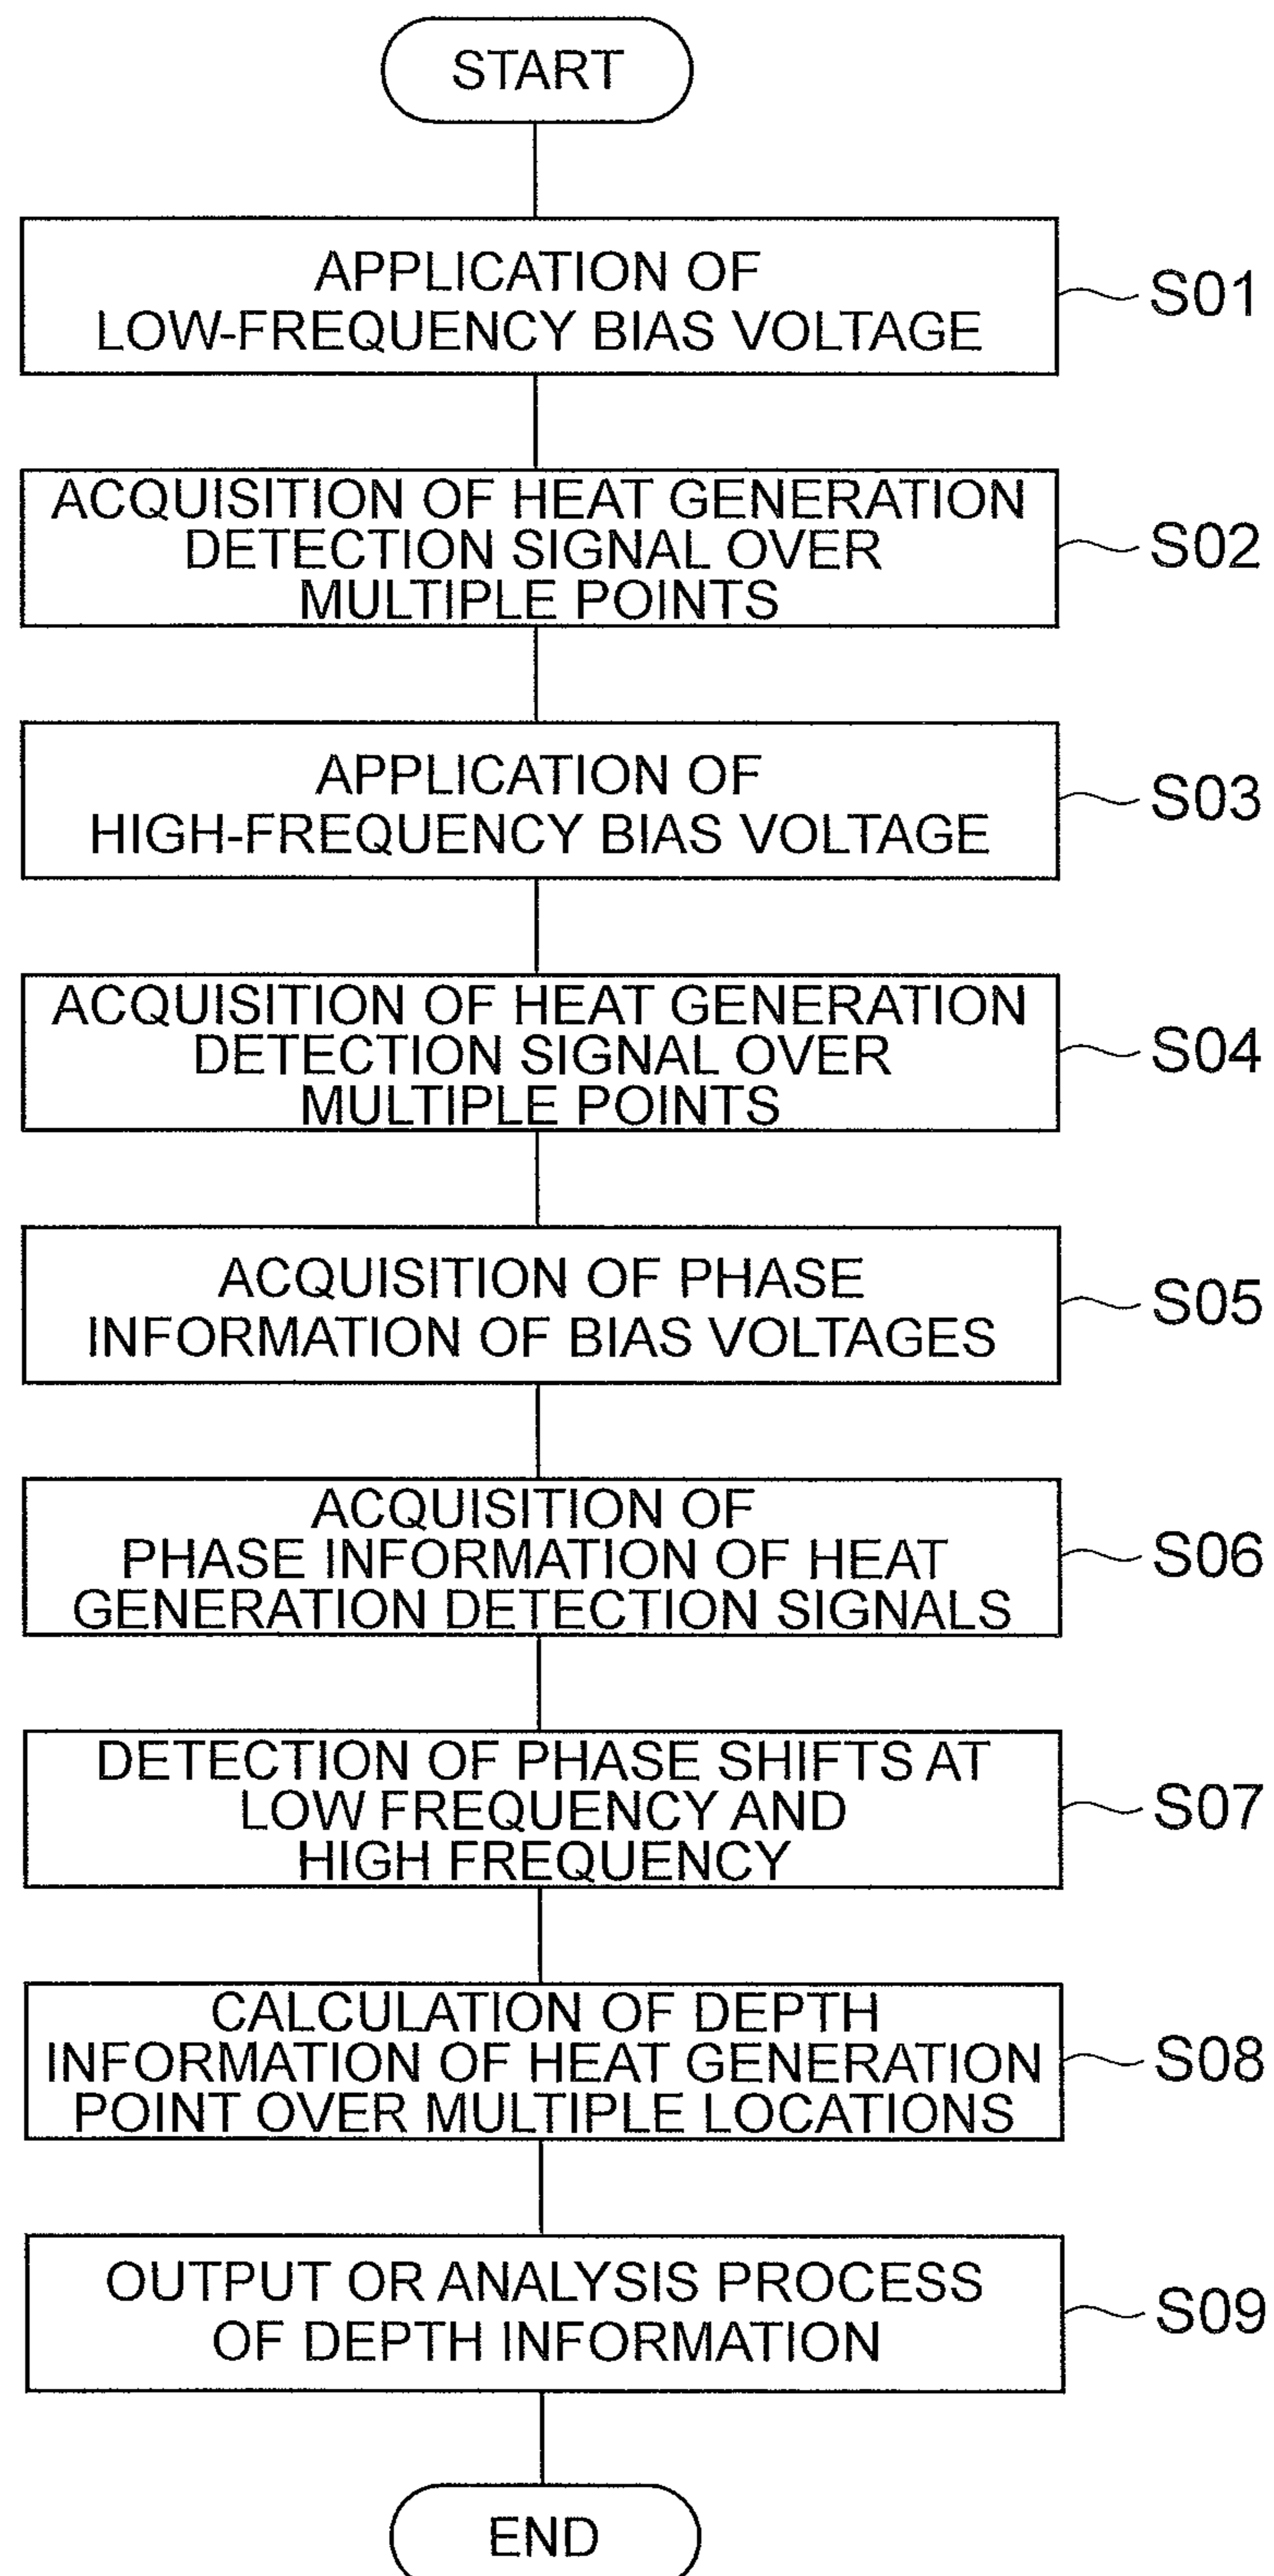 START
APPLICATION OF
LOW-FREQUENCY BIAS VOLTAGE
S01
ACQUISITION OF HEAT GENERATION
DETECTION SIGNAL OVER
MULTIPLE POINTS
S02
APPLICATION OF
HIGH-FREQUENCY BIAS VOLTAGE
S03
ACQUISITION OF HEAT GENERATION
DETECTION SIGNAL OVER
MULTIPLE POINTS
S04
ACQUISITION OF PHASE
INFORMATION OF BIAS VOLTAGES
S05
ACQUISITION OF
PHASE INFORMATION OF HEAT
GENERATION DETECTION SIGNALS
S06
DETECTION OF PHASE SHIFTS AT
LOW FREQUENCY AND
HIGH FREQUENCY
S07
CALCULATION OF DEPTH
INFORMATION OF HEAT GENERATION
POINT OVER MULTIPLE LOCATIONS
S08
OUTPUT OR ANALYSIS PROCESS
OF DEPTH INFORMATION
S09
END